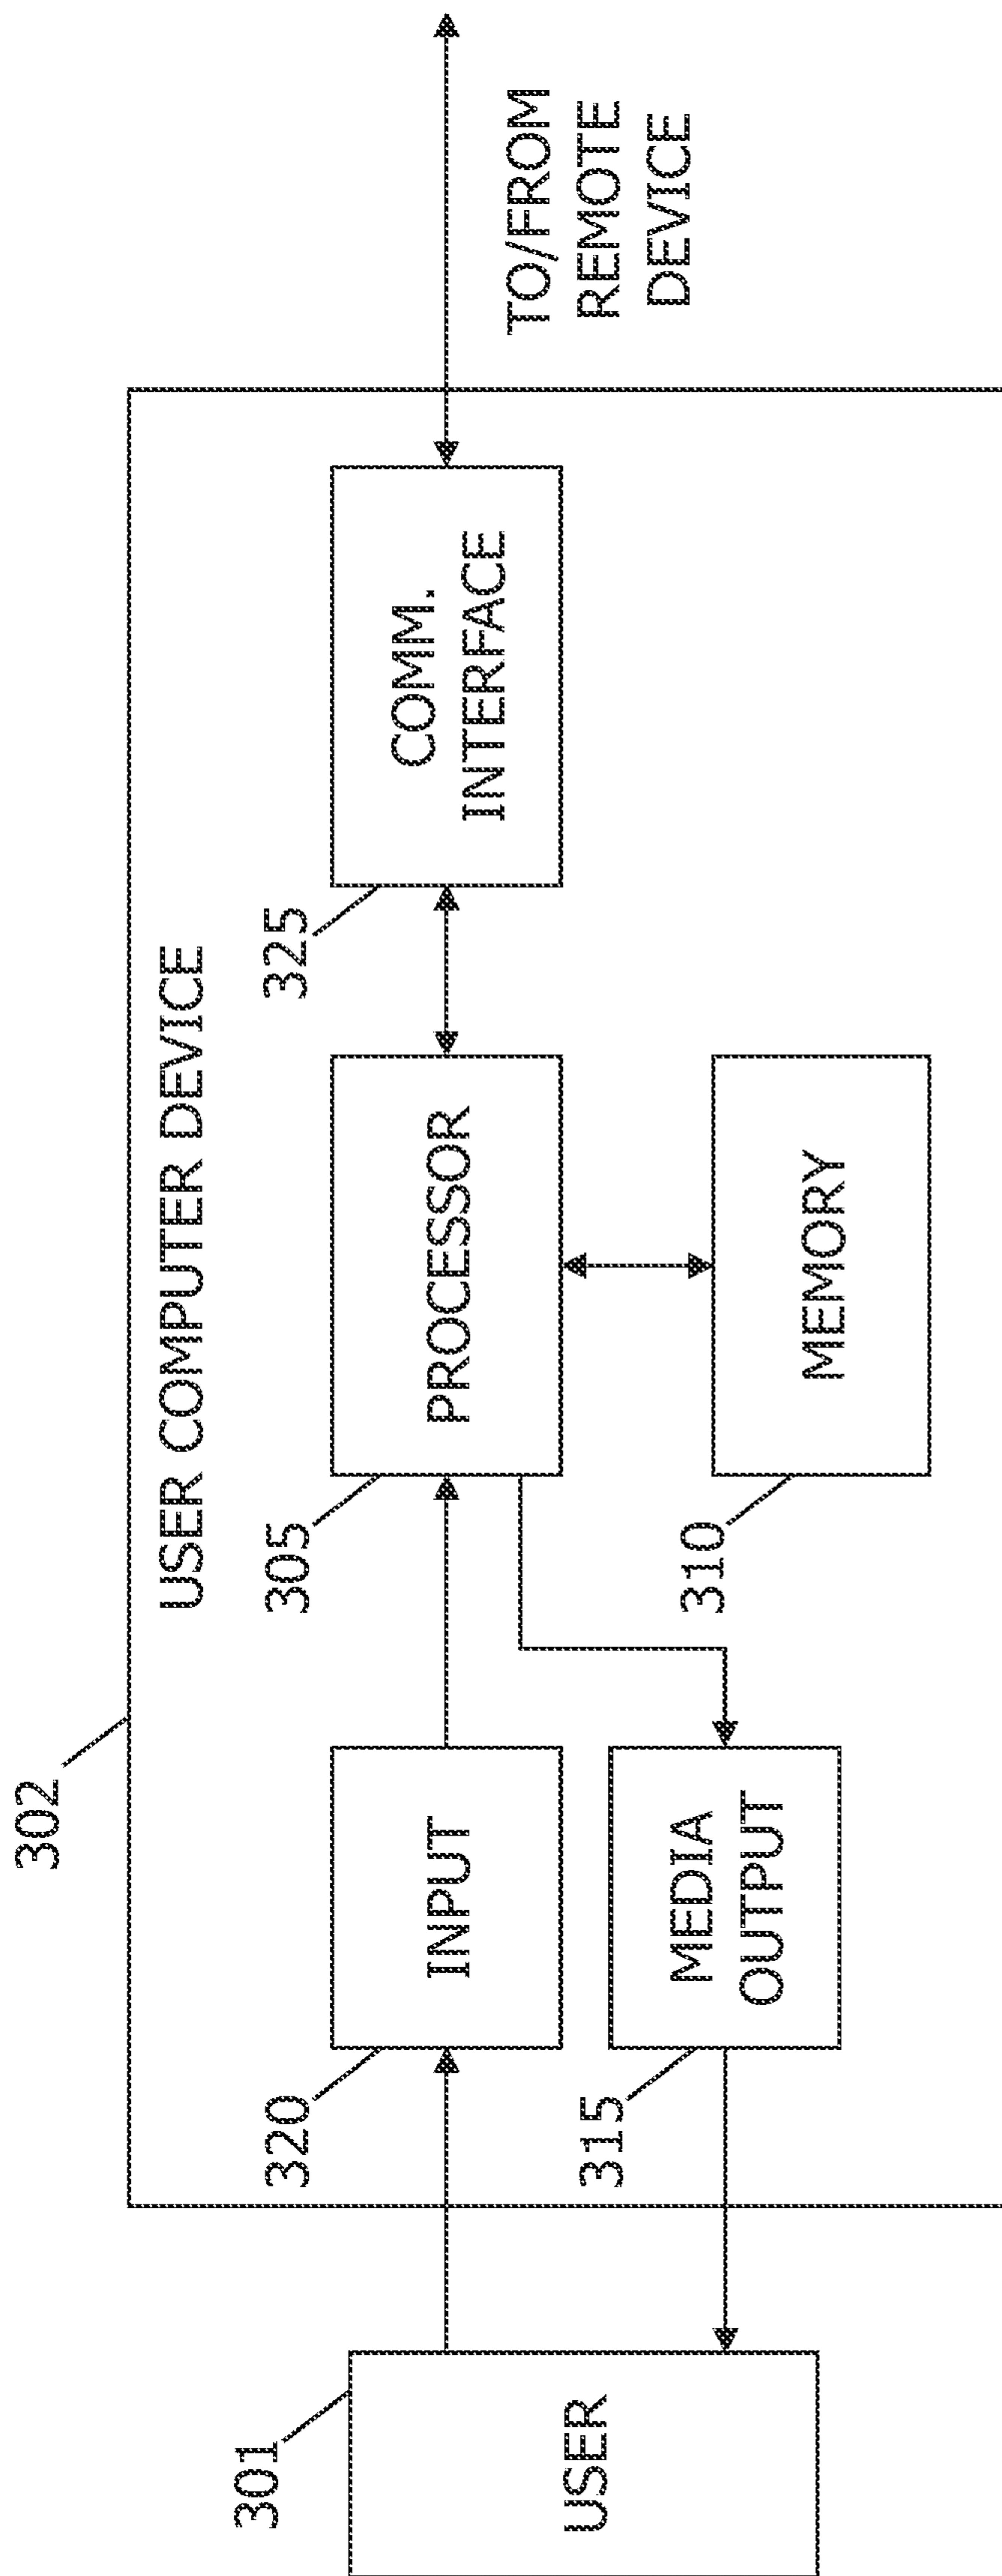 302
USER COMPUTER DEVICE
301
USER
320
INPUT
315
MEDIA
OUTPUT
305
PROCESSOR
310
MEMORY
325
COMM.
INTERFACE
TO/FROM
REMOTE
DEVICE